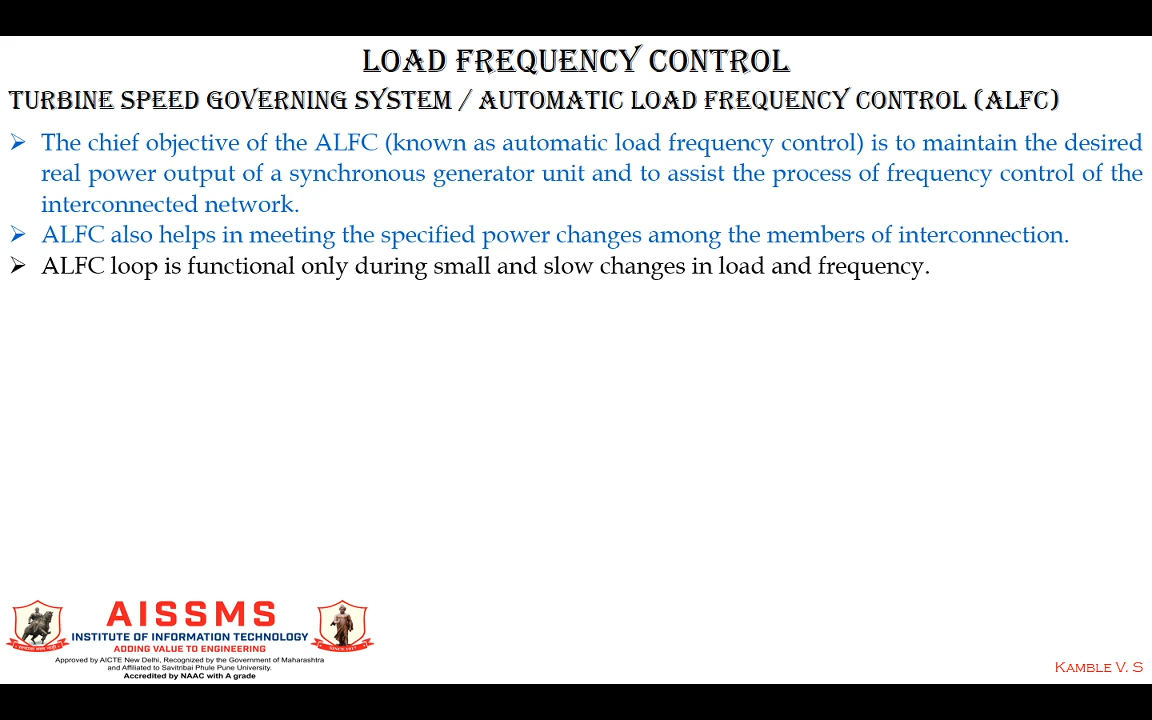 LOAD FREQUENCY CONTROL
TURBINE SPEED GOVERNING SYSTEM / AUTOMATIC LOAD FREQUENCY CONTROL (ALFC)
➢ The chief objective of the ALFC (known as automatic load frequency control) is to maintain the desired
real power output of a synchronous generator unit and to assist the process of frequency control of the
interconnected network.
➢ ALFC also helps in meeting the specified power changes among the members of interconnection.
➢ ALFC loop is functional only during small and slow changes in load and frequency.
AISSMS
INSTITUTE OF INFORMATION TECHNOLOGY
ADDING VALUE TO ENGINEERING
SINCE 1917
Approved by AICTE New Delhi, Recognized by the Government of Maharashtra
and Affiliated to Savitribai Phule Pune University.
Accredited by NAAC with A grade
KAMBLE V. S